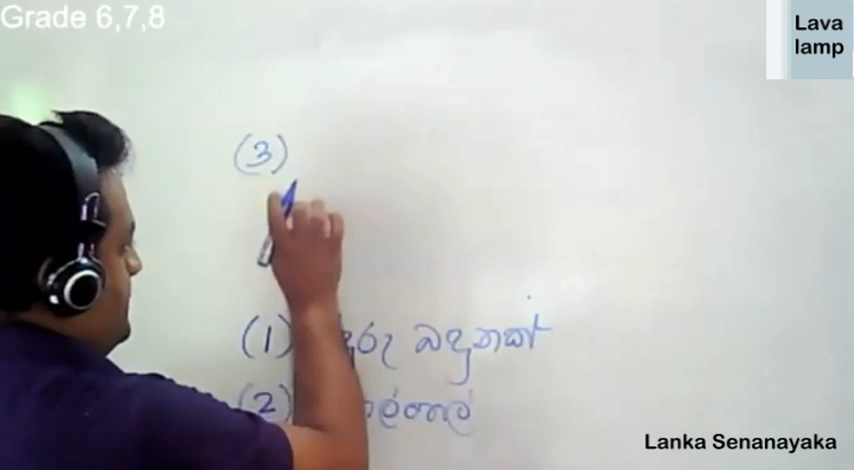 Grade 6,7,8
Lava
lamp
(3)
(1) බඳුනක්
(2)
Lanka Senanayaka